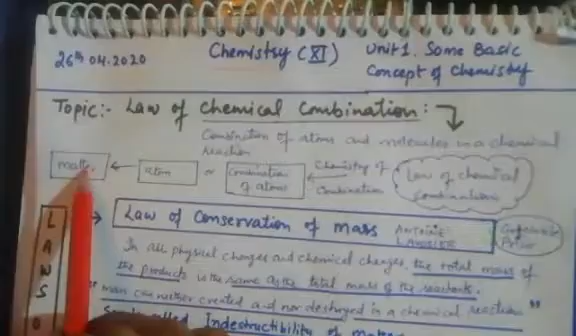 26th 04.2020
Chemistry (XI)
Unit 1. Some Basic
Concept of Chemistry
Topic:- Law of Chemical Combination:
Combination of atoms and molecules in a chemical
reaction
matter
atom
or
Combination
of atoms
Chemistry of
Combination
Law of chemical
combinations
LAWS O
Law of Conservation of mass
ANTOINE
LAVOISIER
In all physical changes and chemical changes, the total mass of
the products is the same as the total mass of the reactants.
mass can neither created and nor destroyed in a chemical reaction"
called Indestructibility of matter